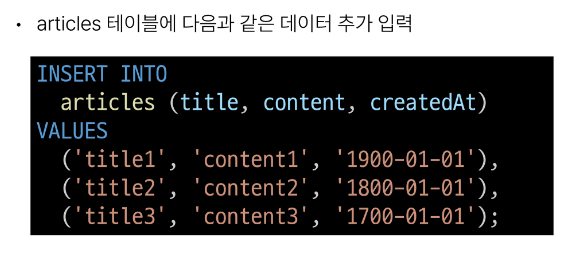 • articles 테이블에 다음과 같은 데이터 추가 입력
INSERT INTO
articles (title, content, createdAt)
VALUES
('title1', 'content1', '1900-01-01'),
('title2', 'content2', '1800-01-01'),
('title3', 'content3', '1700-01-01');